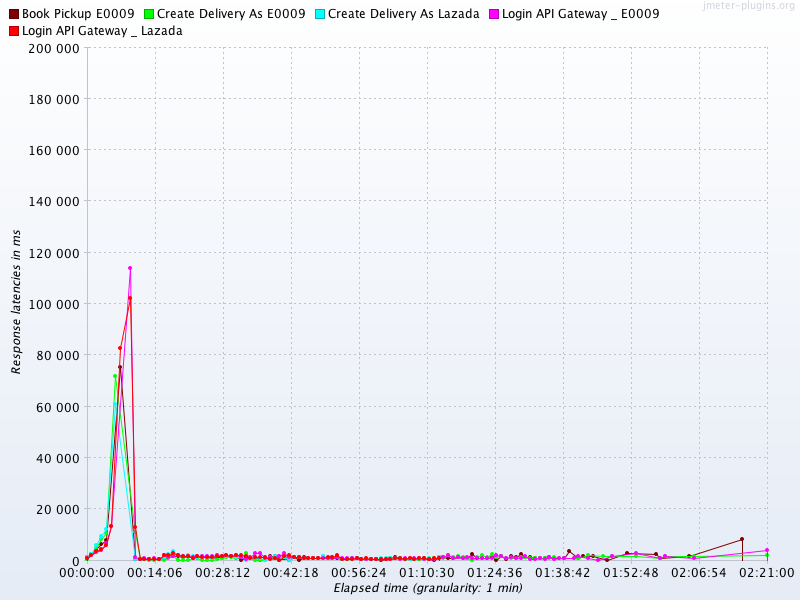 jmeter-plugins.org
Book Pickup E0009 Create Delivery As E0009 Create Delivery As Lazada Login API Gateway _ E0009
Login API Gateway _ Lazada
200 000
180 000
160 000
140 000
120 000
100 000
80 000
60 000
40 000
20 000
0
Response latencies in ms
00:00:00 00:14:06 00:28:12 00:42:18 00:56:24 01:10:30 01:24:36 01:38:42 01:52:48 02:06:54 02:21:00
Elapsed time (granularity: 1 min)